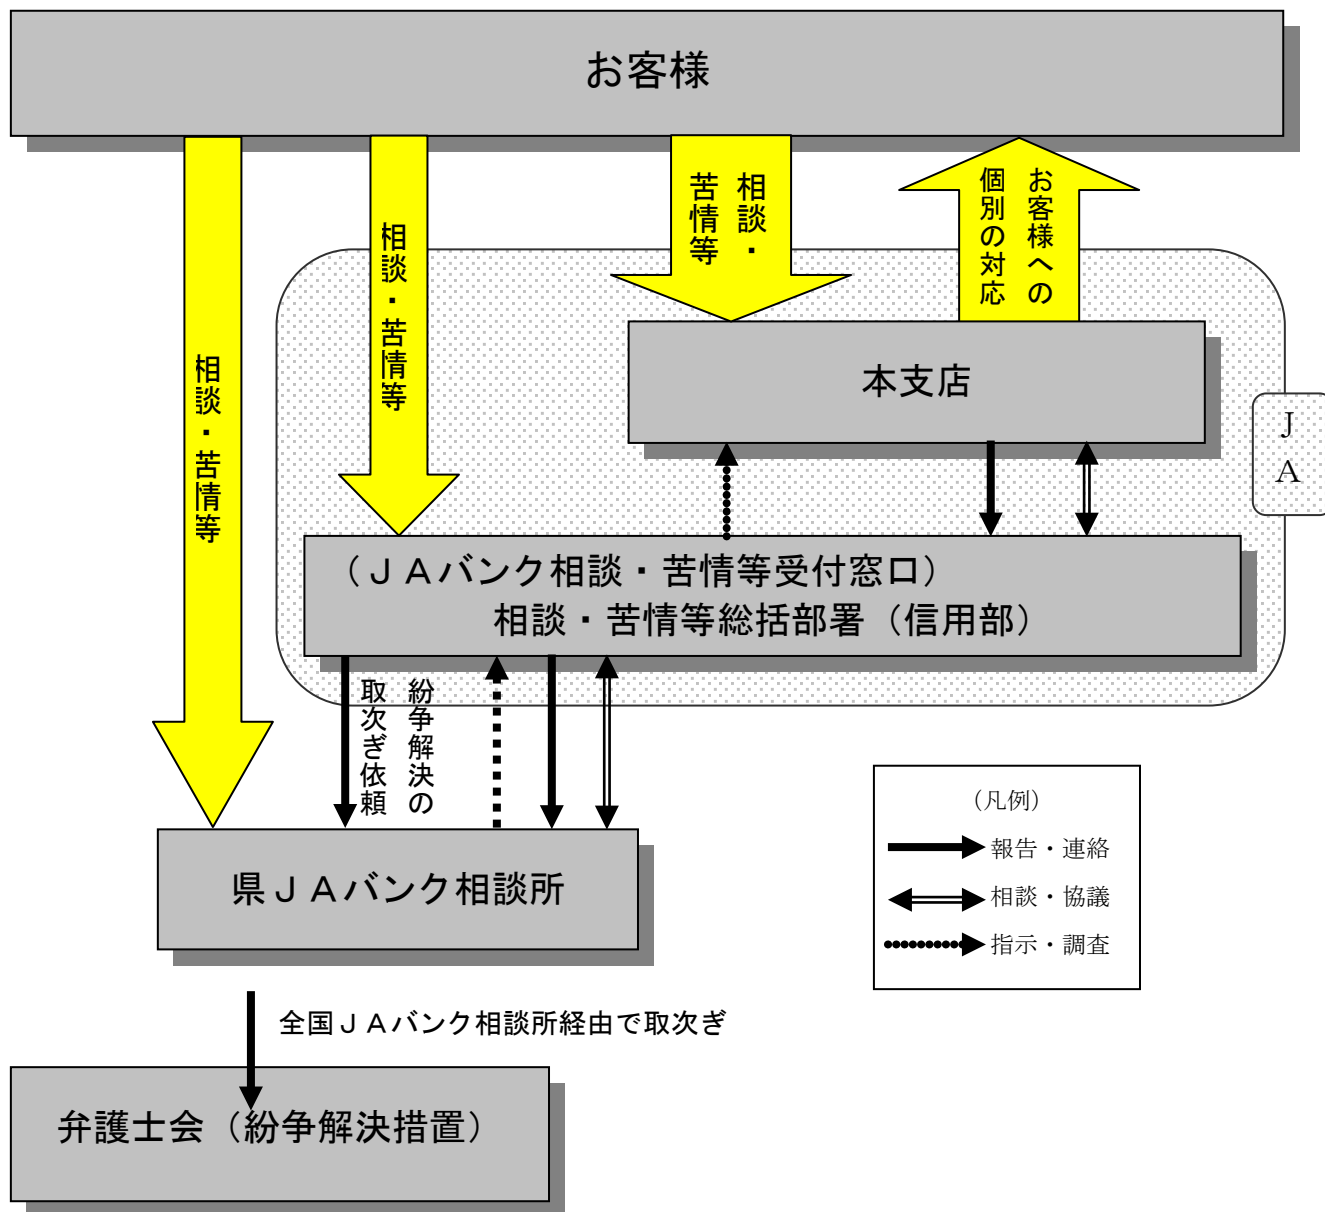 お客様
相談・苦情等
相談・苦情等
相談・
苦情等
お客様への
個別の対応
本支店
ＪＡ
（ＪＡバンク相談・苦情等受付窓口）
相談・苦情等総括部署（信用部）
紛争解決の
取次ぎ依頼
県ＪＡバンク相談所
（凡例）
報告・連絡
相談・協議
指示・調査
全国ＪＡバンク相談所経由で取次ぎ
弁護士会（紛争解決措置）